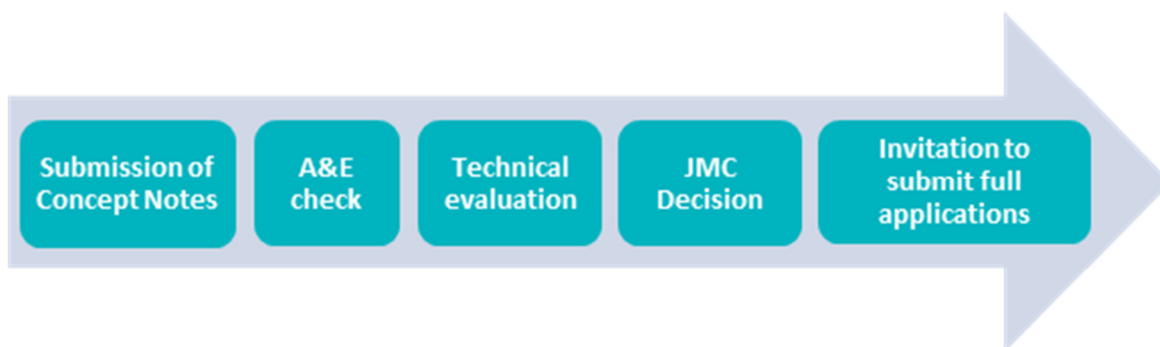 Submission of
Concept Notes
A&E
check
Technical
evaluation
JMC
Decision
Invitation to
submit full
applications